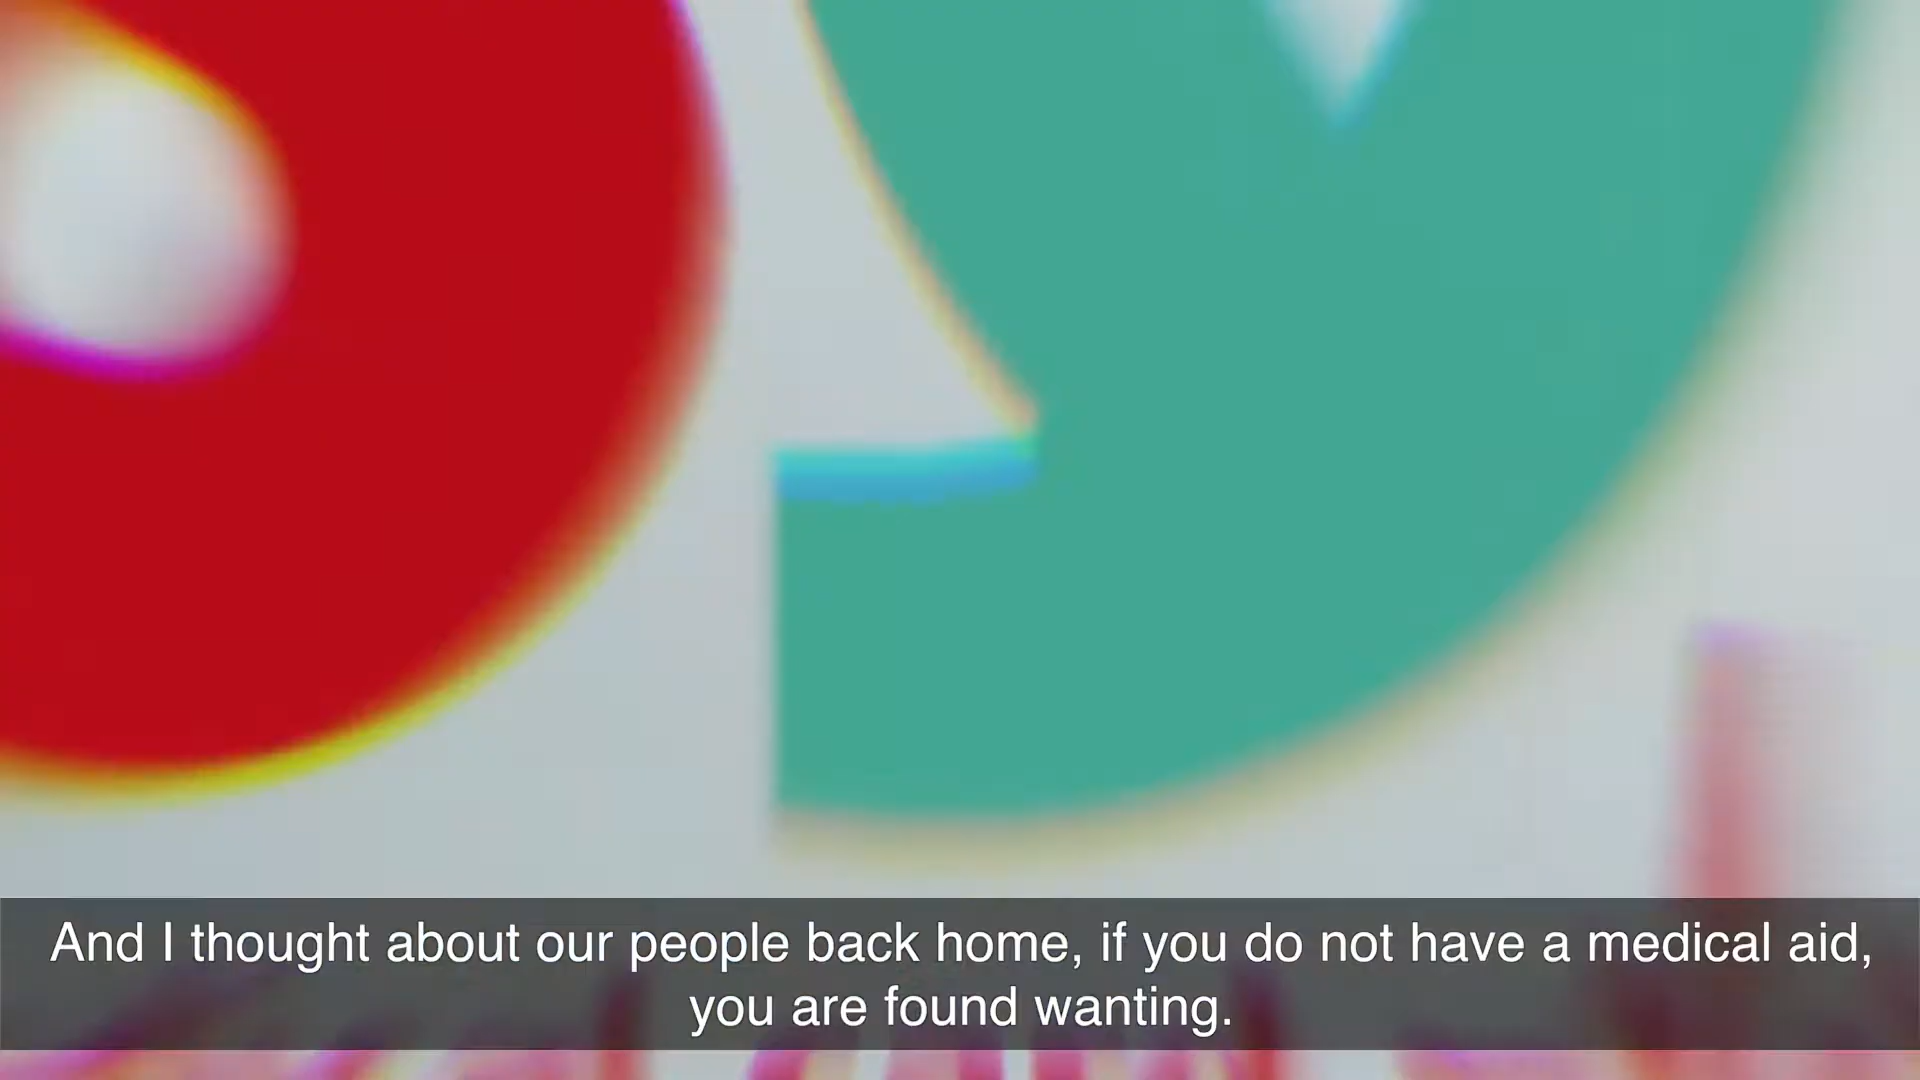 And I thought about our people back home, if you do not have a medical aid,
you are found wanting.